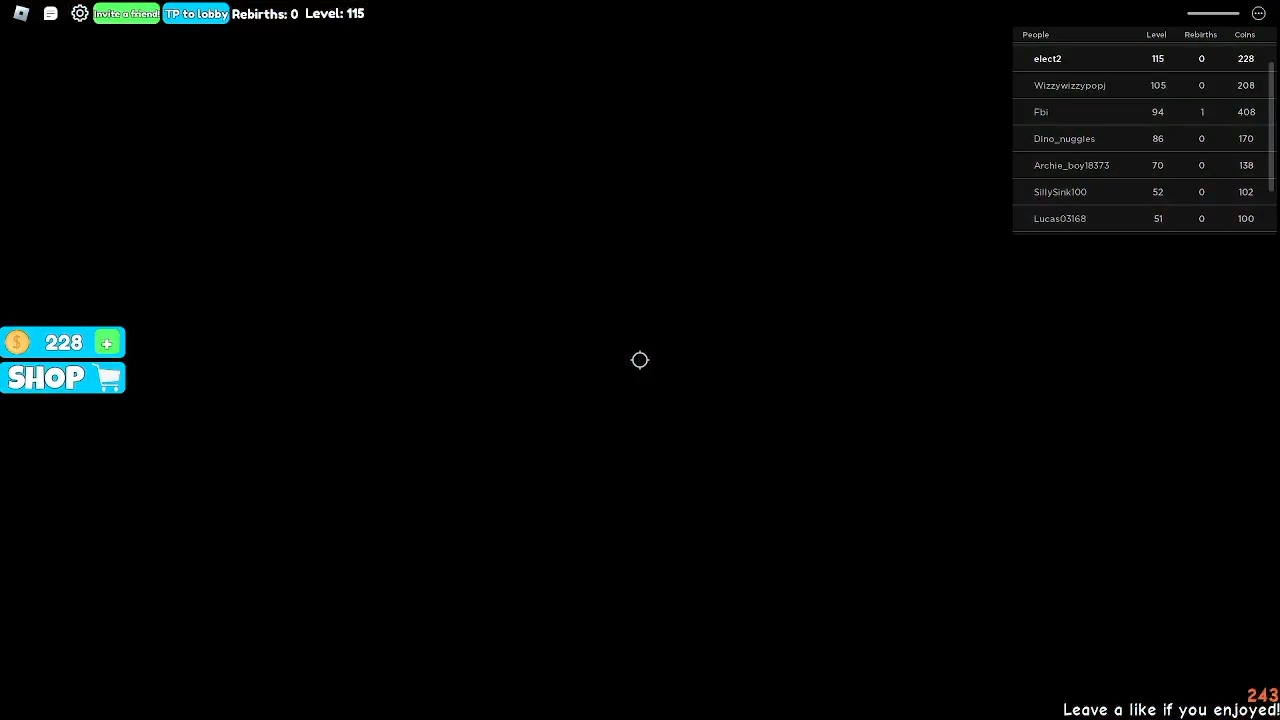 Invite a friend! TP to lobby Rebirths: 0 Level: 115
People Level Rebirths Coins
elect2 115 0 228
Wizzywizzypopj 105 0 208
Fbi 94 1 408
Dino_nuggies 86 0 170
Archie_boy18373 70 0 138
SillySink100 52 0 102
Lucas03168 51 0 100
$ 228 +
SHOP
243
Leave a like if you enjoyed!